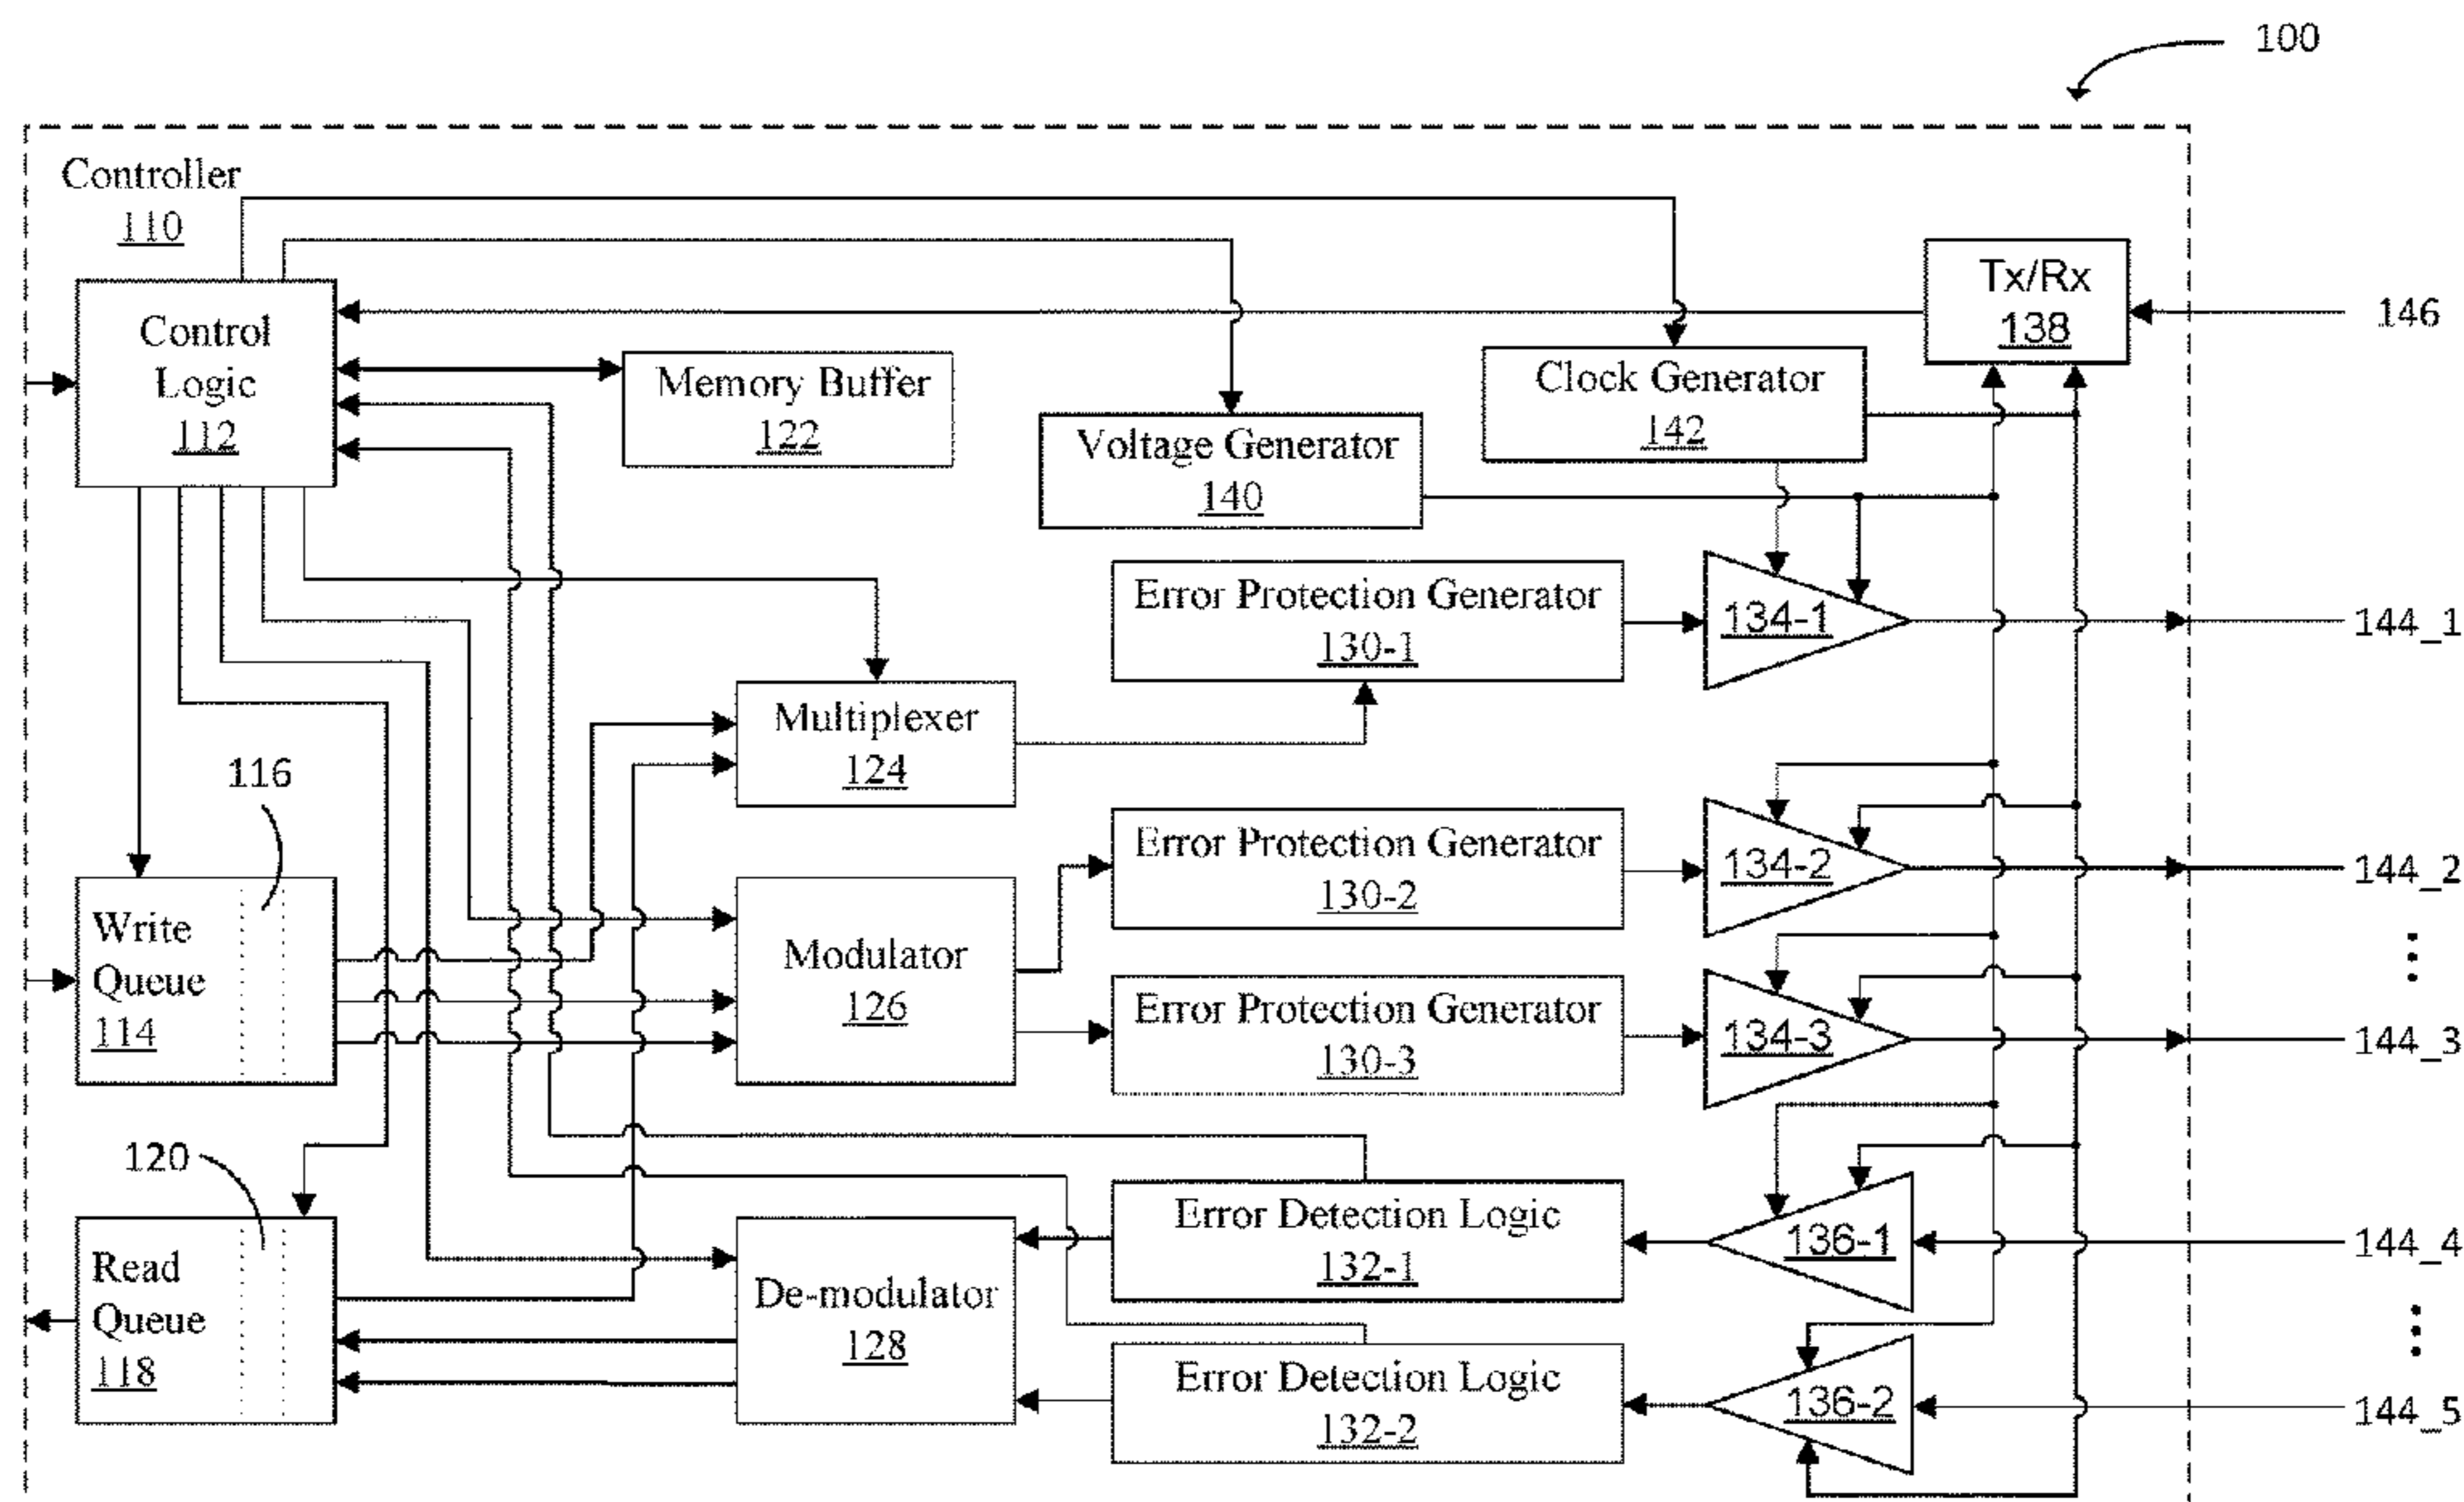 100
Controller
110
Control
Logic
112
Memory Buffer
122
Voltage Generator
140
Clock Generator
142
Tx/Rx
138
146
Error Protection Generator
130-1
134-1
144_1
Multiplexer
124
116
Write
Queue
114
Modulator
126
Error Protection Generator
130-2
134-2
144_2
Error Protection Generator
130-3
134-3
144_3
120
Read
Queue
118
De-modulator
128
Error Detection Logic
132-1
136-1
144_4
Error Detection Logic
132-2
136-2
144_5